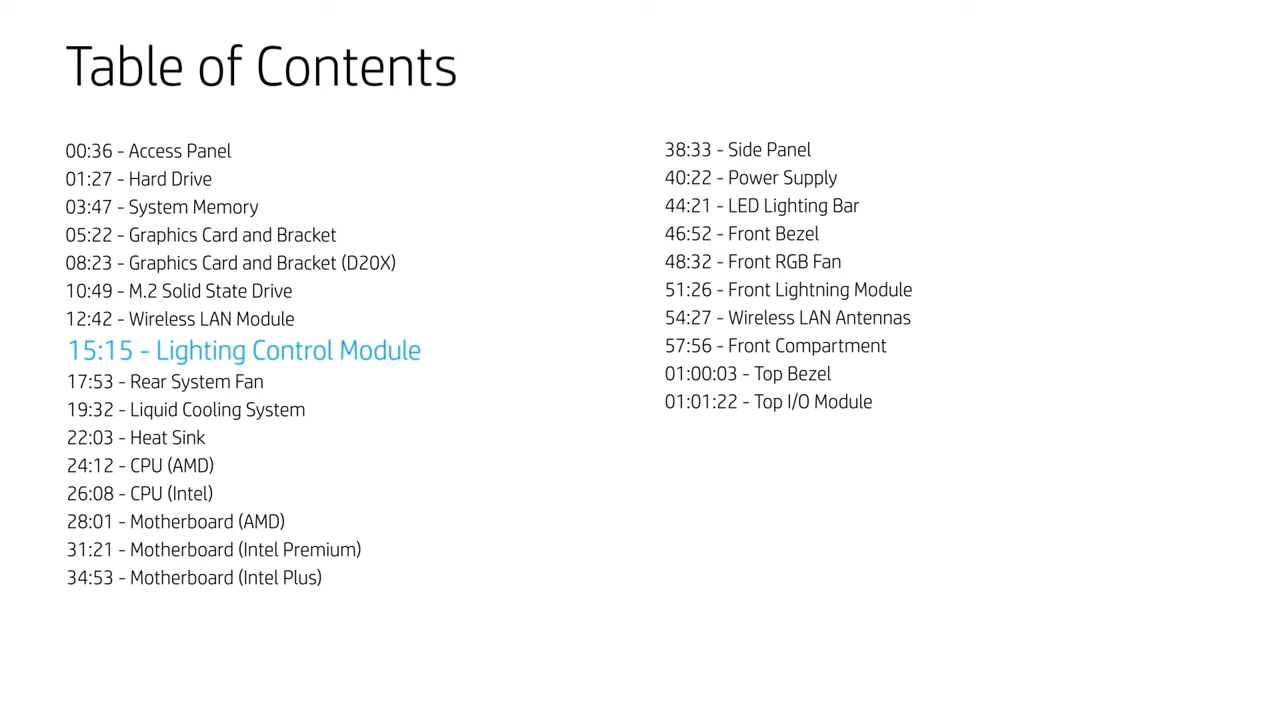 Table of Contents
00:36 - Access Panel
01:27 - Hard Drive
03:47 - System Memory
05:22 - Graphics Card and Bracket
08:23 - Graphics Card and Bracket (D20X)
10:49 - M.2 Solid State Drive
12:42 - Wireless LAN Module
15:15 - Lighting Control Module
17:53 - Rear System Fan
19:32 - Liquid Cooling System
22:03 - Heat Sink
24:12 - CPU (AMD)
26:08 - CPU (Intel)
28:01 - Motherboard (AMD)
31:21 - Motherboard (Intel Premium)
34:53 - Motherboard (Intel Plus)
38:33 - Side Panel
40:22 - Power Supply
44:21 - LED Lighting Bar
46:52 - Front Bezel
48:32 - Front RGB Fan
51:26 - Front Lightning Module
54:27 - Wireless LAN Antennas
57:56 - Front Compartment
01:00:03 - Top Bezel
01:01:22 - Top I/O Module